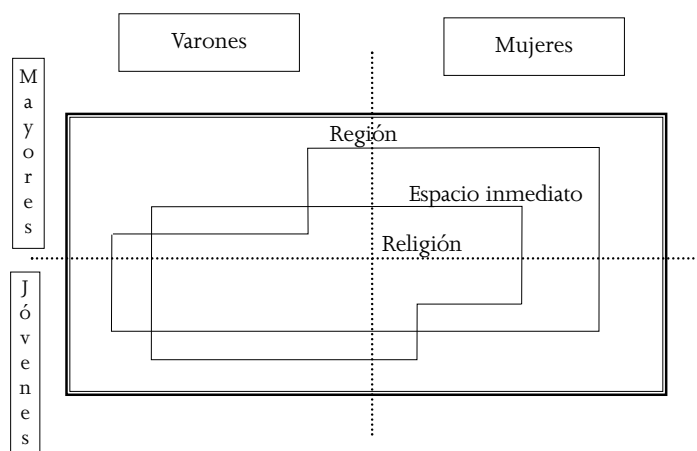 Varones
Mujeres
Mayores
Región
Espacio inmediato
Religión
Jóvenes